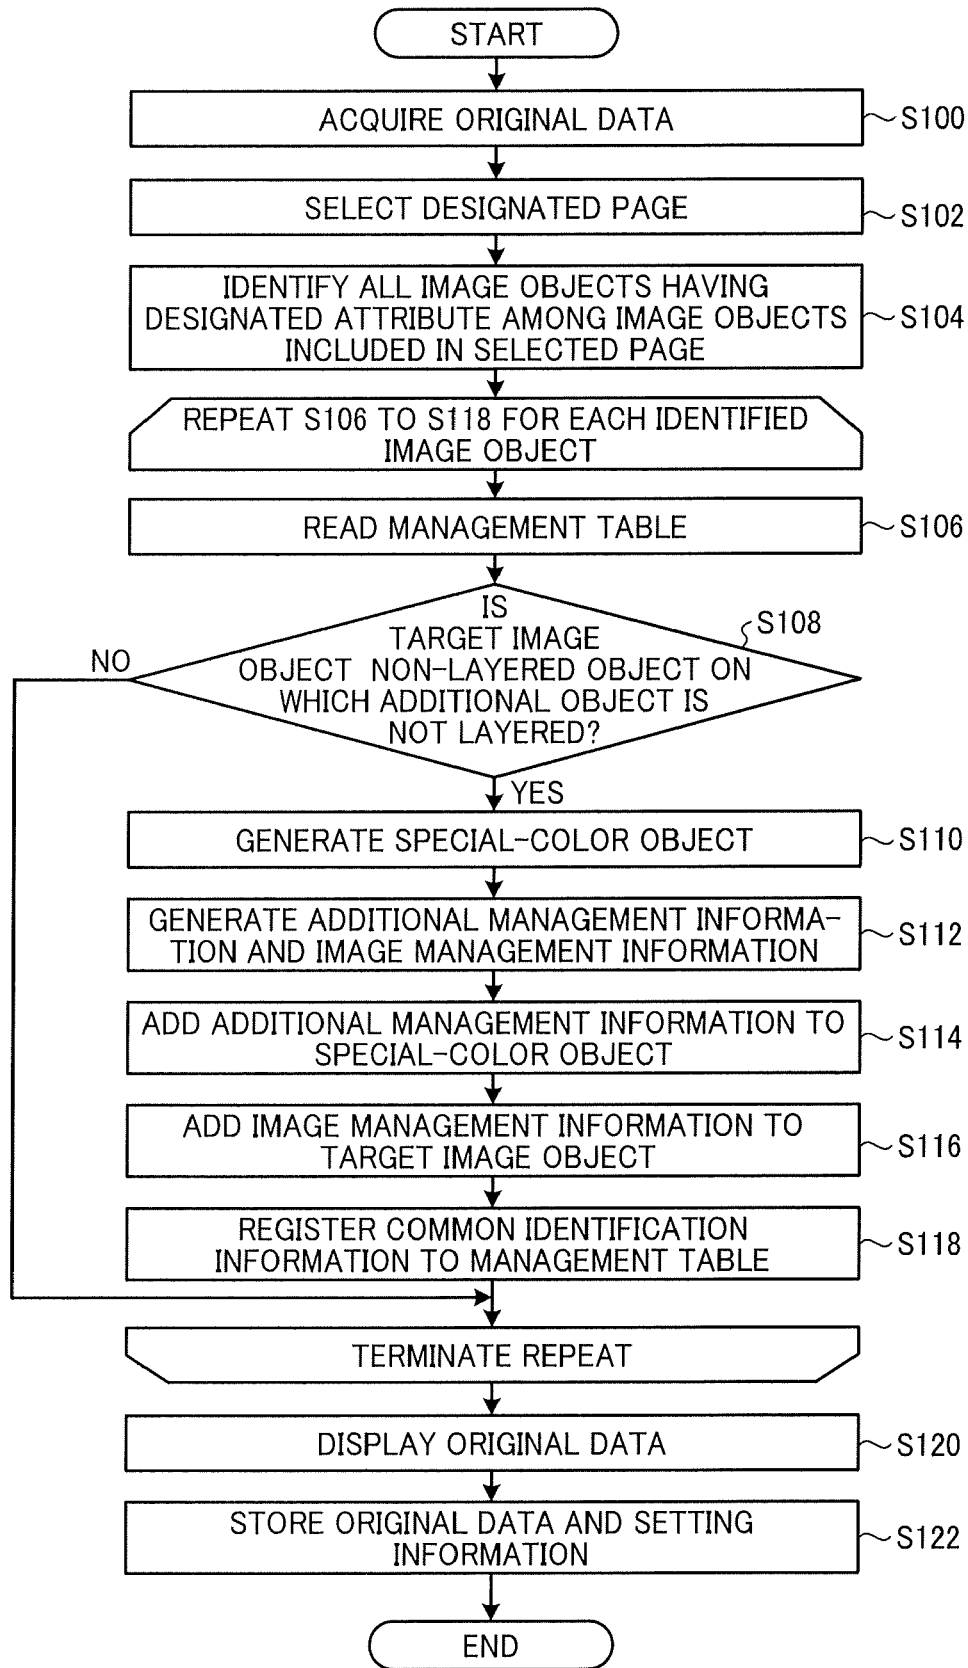 START
ACQUIRE ORIGINAL DATA
S100
SELECT DESIGNATED PAGE
S102
IDENTIFY ALL IMAGE OBJECTS HAVING
DESIGNATED ATTRIBUTE AMONG IMAGE OBJECTS
INCLUDED IN SELECTED PAGE
S104
REPEAT S106 TO S118 FOR EACH IDENTIFIED
IMAGE OBJECT
READ MANAGEMENT TABLE
S106
IS
TARGET IMAGE
OBJECT NON-LAYERED OBJECT ON
WHICH ADDITIONAL OBJECT IS
NOT LAYERED?
S108
NO
YES
GENERATE SPECIAL-COLOR OBJECT
S110
GENERATE ADDITIONAL MANAGEMENT INFORMA-
TION AND IMAGE MANAGEMENT INFORMATION
S112
ADD ADDITIONAL MANAGEMENT INFORMATION TO
SPECIAL-COLOR OBJECT
S114
ADD IMAGE MANAGEMENT INFORMATION TO
TARGET IMAGE OBJECT
S116
REGISTER COMMON IDENTIFICATION
INFORMATION TO MANAGEMENT TABLE
S118
TERMINATE REPEAT
DISPLAY ORIGINAL DATA
S120
STORE ORIGINAL DATA AND SETTING
INFORMATION
S122
END